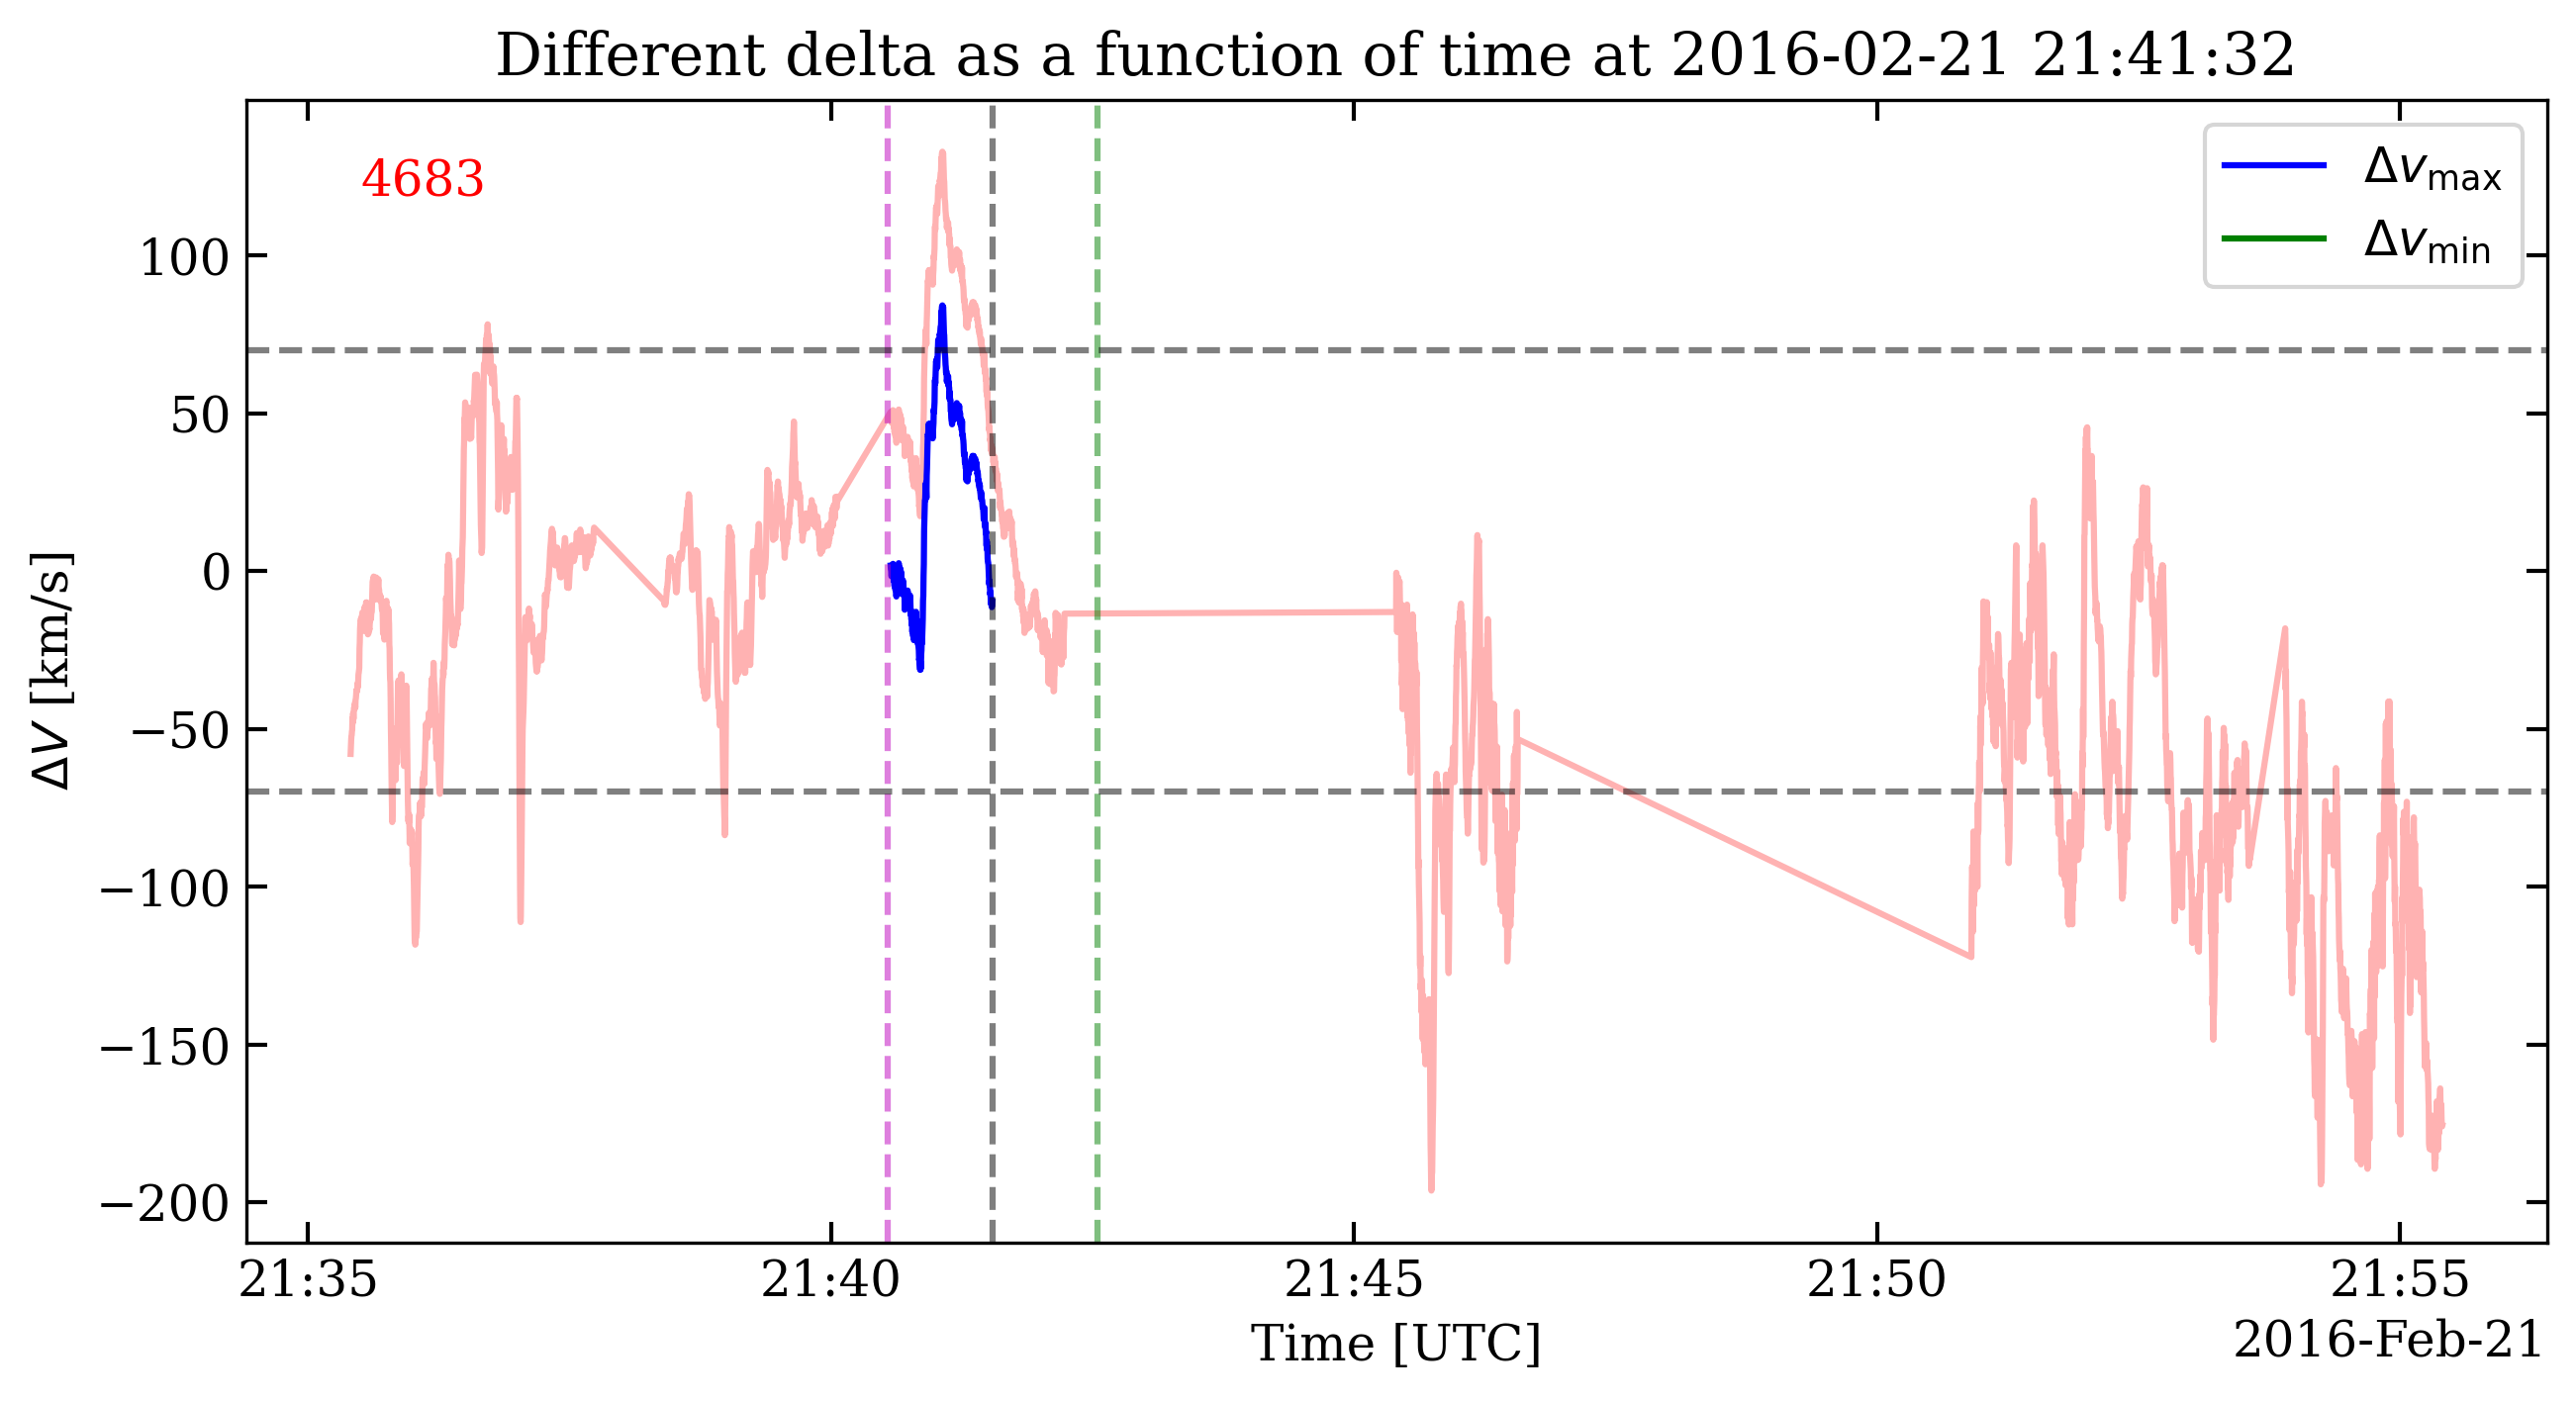 Different delta as a function of time at 2016-02-21 21:41:32
4683
Δv_max
Δv_min
100
50
0
−50
−100
−150
−200
ΔV [km/s]
21:35 21:40 21:45 21:50 21:55
Time [UTC]
2016-Feb-21